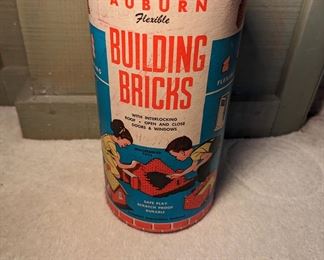 AUBURN
Flexible
BUILDING
BRICKS
WITH INTERLOCKING
ROOF • OPEN AND CLOSE
DOORS & WINDOWS
SAFE PLAY
SCRATCH PROOF
DURABLE